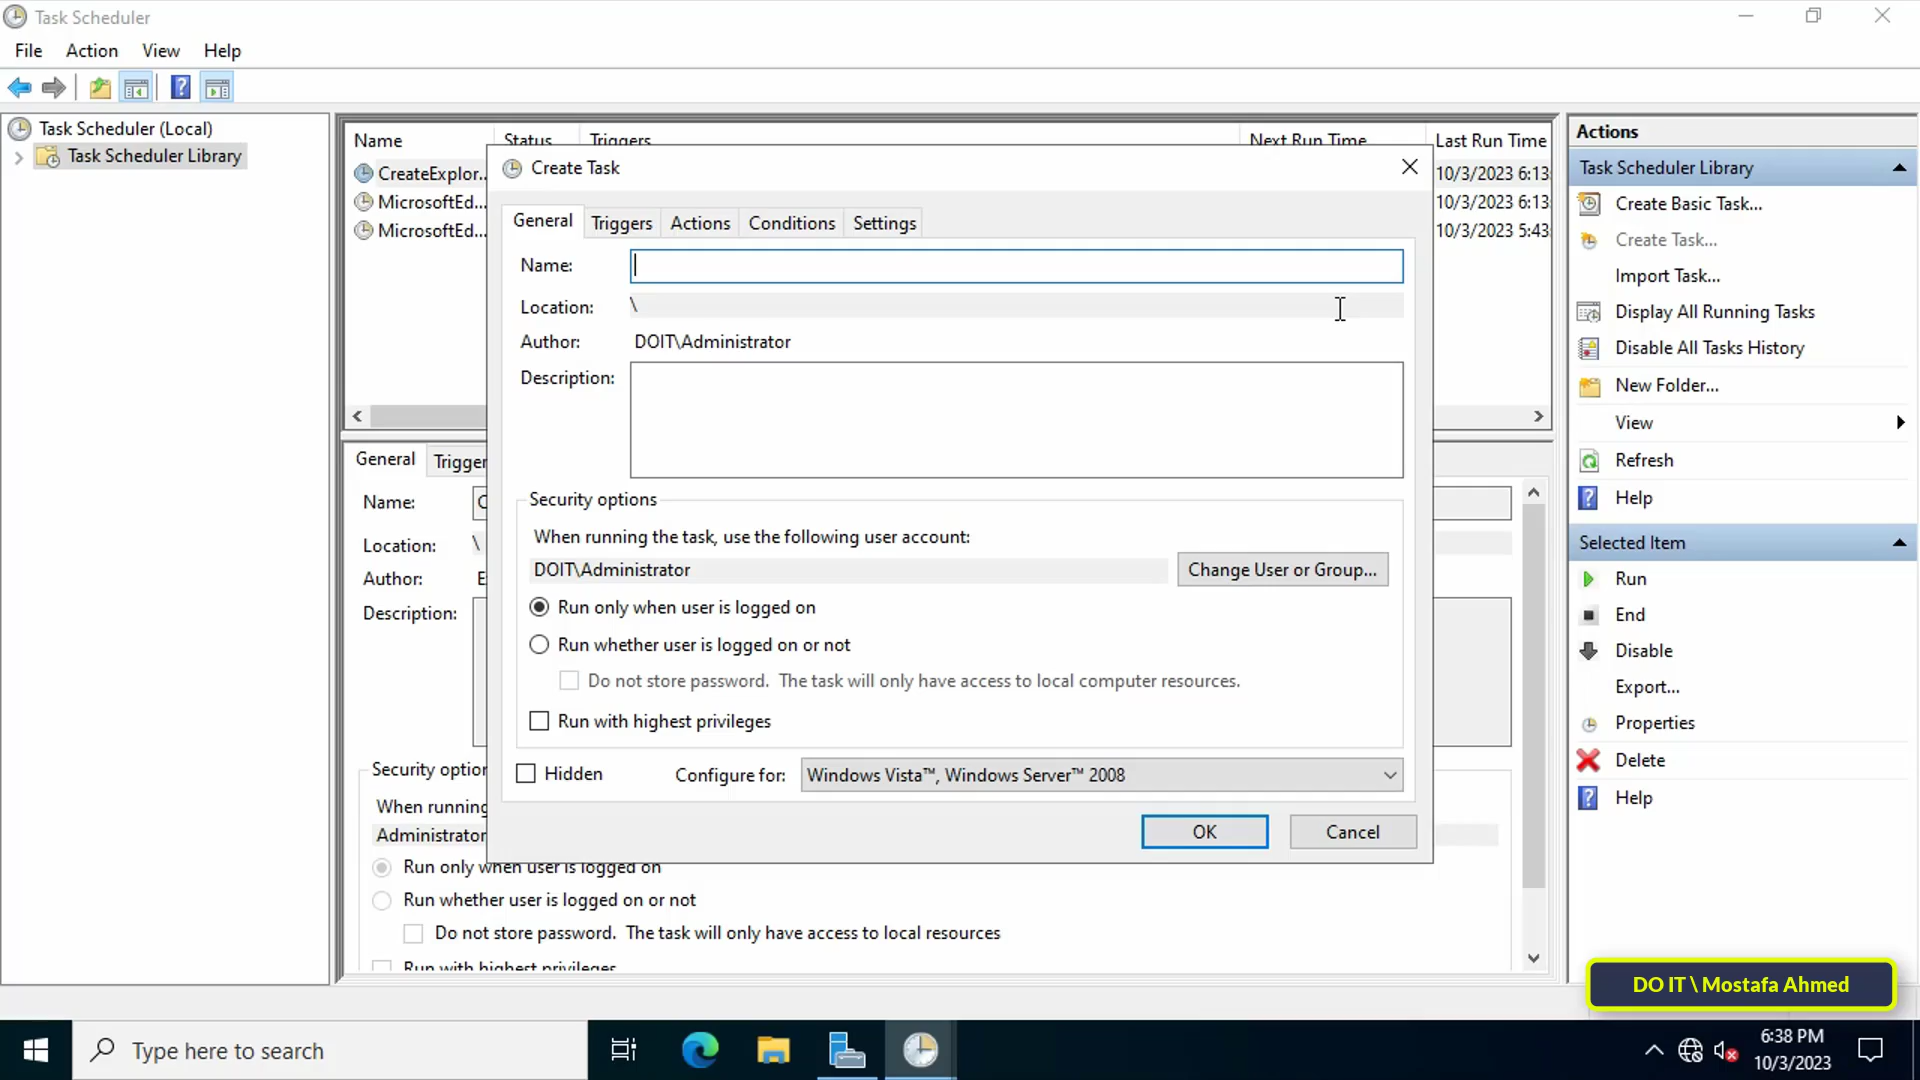 Task Scheduler
File Action View Help
Task Scheduler (Local)
Task Scheduler Library
Name Status Triggers Next Run Time Last Run Time
CreateExplor... 10/3/2023 6:13:
MicrosoftEd... 10/3/2023 6:13:
MicrosoftEd... 10/3/2023 5:43:
General Trigger
Name:
Location: \
Author:
Description:
Security option
When running
Administrator
Run only when user is logged on
Run whether user is logged on or not
Do not store password. The task will only have access to local resources
Run with highest privileges
Create Task
General Triggers Actions Conditions Settings
Name:
Location: \
Author: DOIT\Administrator
Description:
Security options
When running the task, use the following user account:
DOIT\Administrator Change User or Group...
Run only when user is logged on
Run whether user is logged on or not
Do not store password. The task will only have access to local computer resources.
Run with highest privileges
Hidden Configure for: Windows Vista™, Windows Server™ 2008
OK Cancel
Actions
Task Scheduler Library
Create Basic Task...
Create Task...
Import Task...
Display All Running Tasks
Disable All Tasks History
New Folder...
View
Refresh
Help
Selected Item
Run
End
Disable
Export...
Properties
Delete
Help
DO IT \ Mostafa Ahmed
Type here to search
6:38 PM
10/3/2023